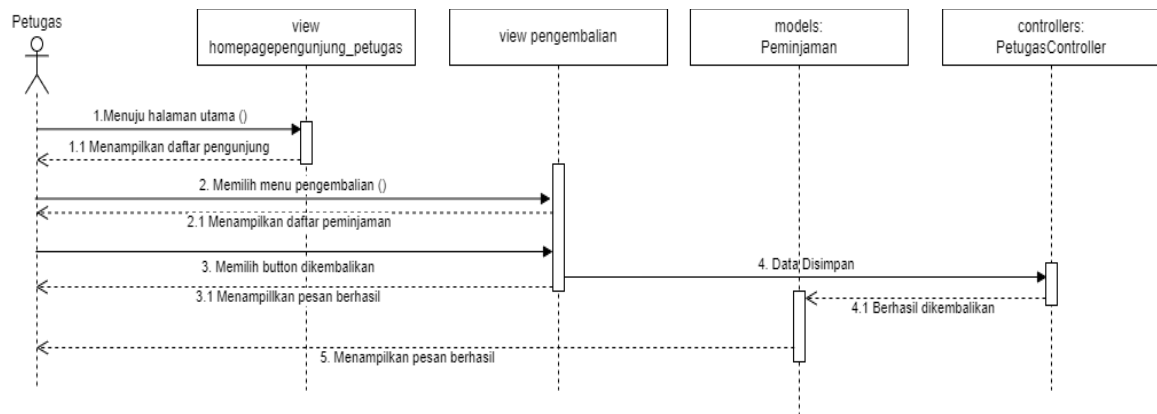 Petugas
view
homepagepengunjung_petugas
view pengembalian
models:
Peminjaman
controllers:
PetugasController
1.Menuju halaman utama ()
1.1 Menampilkan daftar pengunjung
2. Memilih menu pengembalian ()
2.1 Menampilkan daftar peminjaman
3. Memilih button dikembalikan
4. Data Disimpan
3.1 Menampillkan pesan berhasil
4.1 Berhasil dikembalikan
5. Menampilkan pesan berhasil